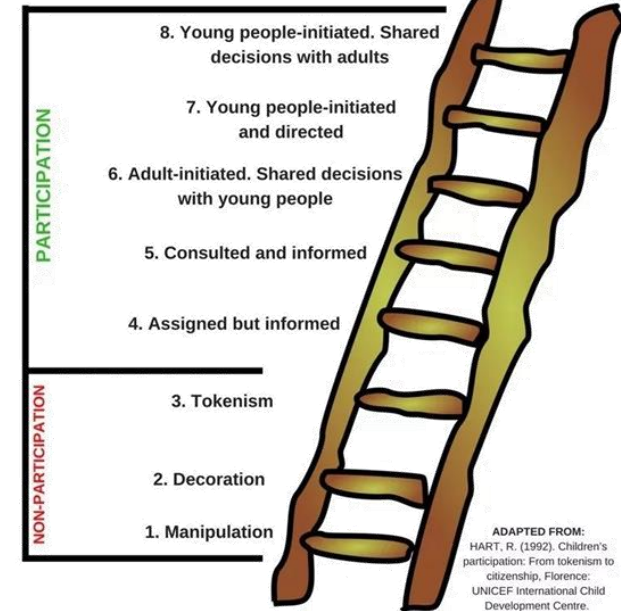 8. Young people-initiated. Shared
decisions with adults
7. Young people-initiated
and directed
6. Adult-initiated. Shared decisions
with young people
5. Consulted and informed
4. Assigned but informed
PARTICIPATION
3. Tokenism
2. Decoration
1. Manipulation
NON-PARTICIPATION
ADAPTED FROM:
HART, R. (1992). Children's
participation: From tokenism to
citizenship, Florence:
UNICEF International Child
Development Centre.